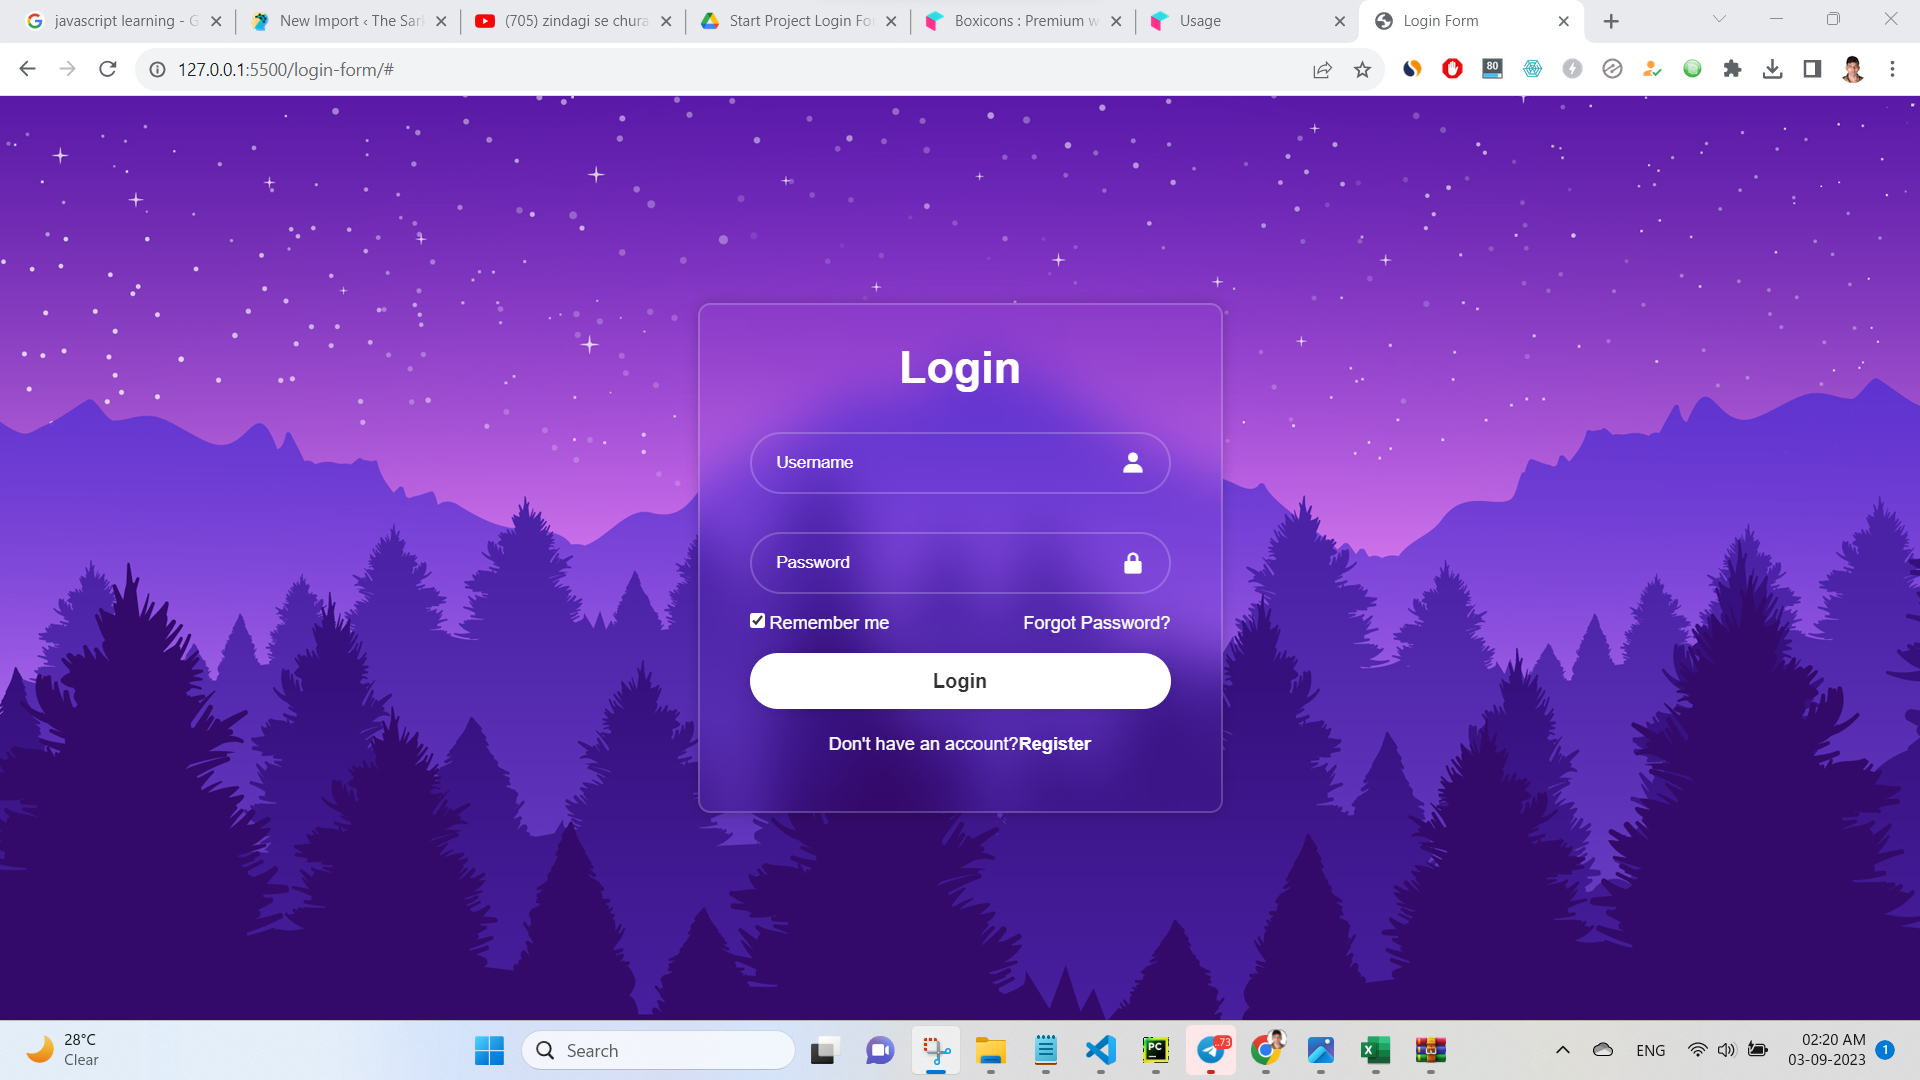 javascript learning - G
New Import ‹ The Sark
(705) zindagi se chura
Start Project Login Fo
Boxicons : Premium w
Usage
Login Form
127.0.0.1:5500/login-form/#
80
Login
Username
Password
Remember me
Forgot Password?
Login
Don't have an account?Register
28°C
Clear
Search
PC
73
X
ENG
02:20 AM
03-09-2023
1